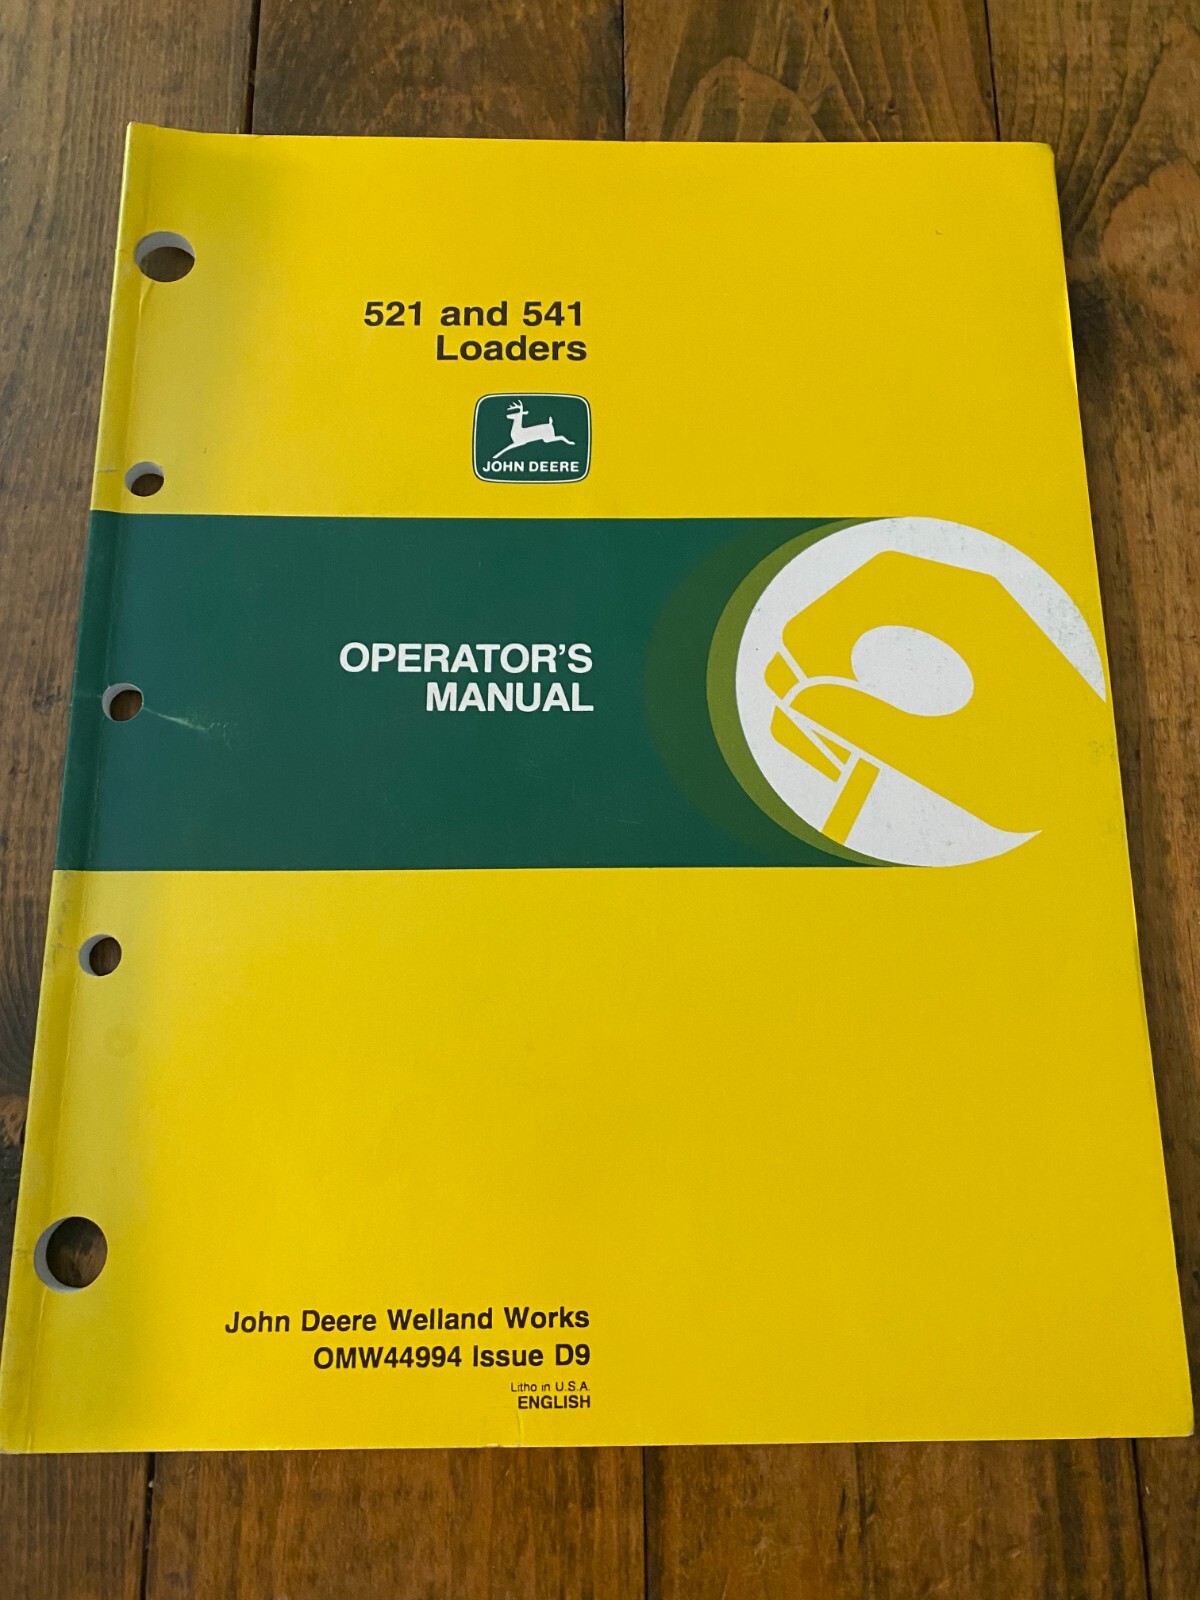 521 and 541
Loaders
JOHN DEERE
OPERATOR'S
MANUAL
John Deere Welland Works
OMW44994 Issue D9
Litho in U.S.A.
ENGLISH